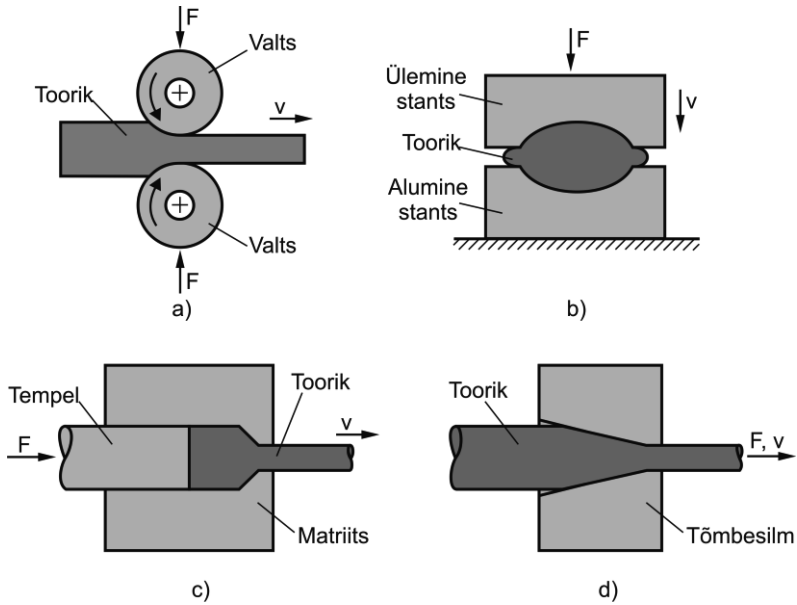 F
Valts
Toorik
v
Valts
F
a)
F
Ülemine
stants
v
Toorik
Alumine
stants
b)
Tempel
Toorik
v
F
Matriits
c)
Toorik
F, v
Tõmbesilm
d)